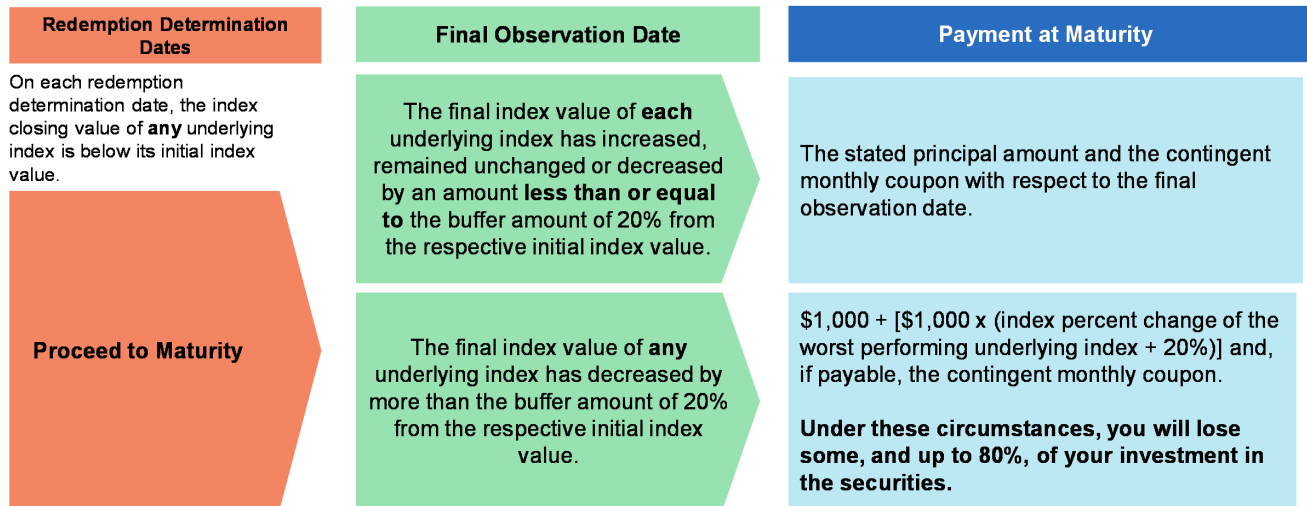 Redemption Determination
Dates
On each redemption
determination date, the index
closing value of any underlying
index is below its initial index
value.
Proceed to Maturity
Final Observation Date
The final index value of each
underlying index has increased,
remained unchanged or decreased
by an amount less than or equal
to the buffer amount of 20% from
the respective initial index value.
The final index value of any
underlying index has decreased by
more than the buffer amount of 20%
from the respective initial index
value.
Payment at Maturity
The stated principal amount and the contingent
monthly coupon with respect to the final
observation date.
$1,000 + [$1,000 x (index percent change of the
worst performing underlying index + 20%)] and,
if payable, the contingent monthly coupon.
Under these circumstances, you will lose
some, and up to 80%, of your investment in
the securities.